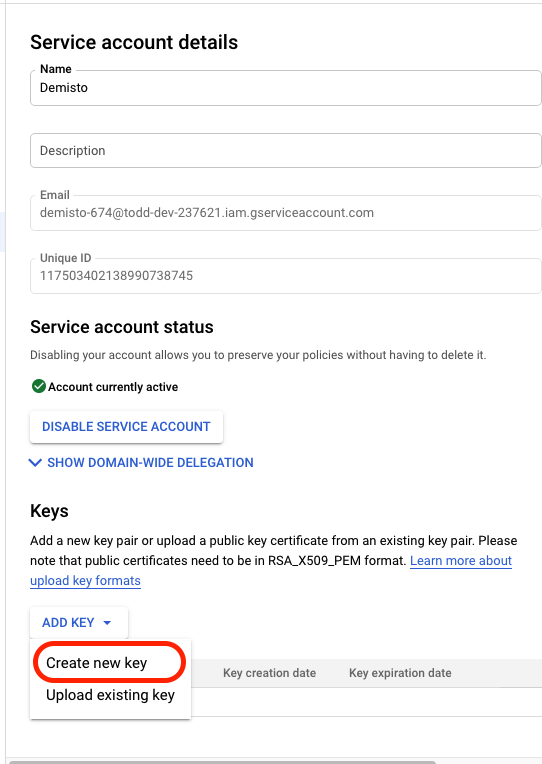 Service account details
Name
Demisto
Description
Email
demisto-674@todd-dev-237621.iam.gserviceaccount.com
Unique ID
117503402138990738745
Service account status
Disabling your account allows you to preserve your policies without having to delete it.
Account currently active
DISABLE SERVICE ACCOUNT
SHOW DOMAIN-WIDE DELEGATION
Keys
Add a new key pair or upload a public key certificate from an existing key pair. Please
note that public certificates need to be in RSA_X509_PEM format. Learn more about
upload key formats
ADD KEY
Create new key
Key creation date
Key expiration date
Upload existing key